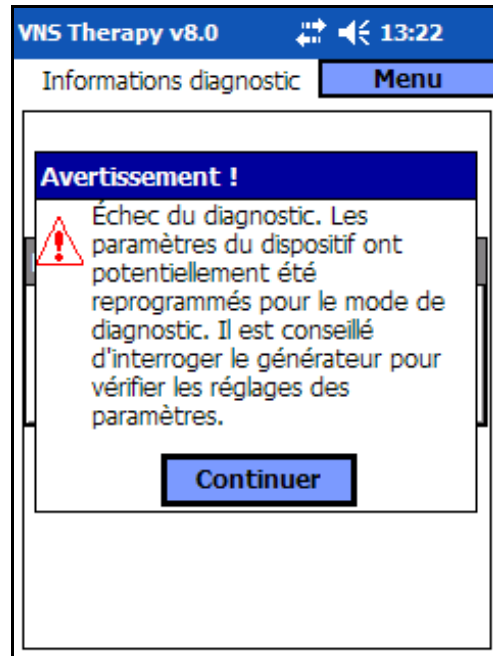 VNS Therapy v8.0 13:22
Informations diagnostic Menu
Avertissement !
Échec du diagnostic. Les
paramètres du dispositif ont
potentiellement été
reprogrammés pour le mode de
diagnostic. Il est conseillé
d'interroger le générateur pour
vérifier les réglages des
paramètres.
Continuer